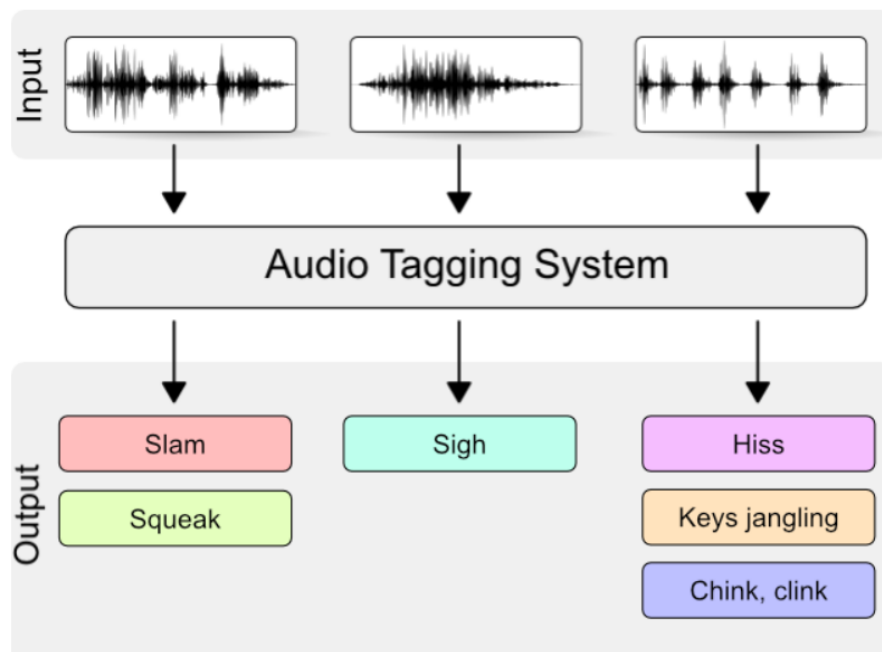 Input
Audio Tagging System
Output
Slam
Sigh
Hiss
Squeak
Keys jangling
Chink, clink